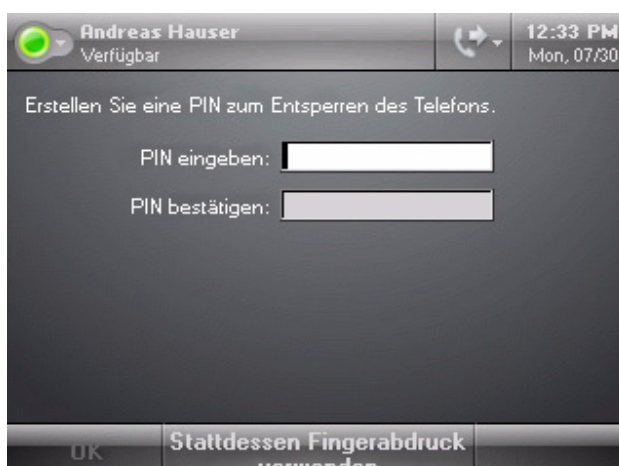 Andreas Hauser
Verfügbar
12:33 PM
Mon, 07/30
Erstellen Sie eine PIN zum Entsperren des Telefons.
PIN eingeben:
PIN bestätigen:
OK
Stattdessen Fingerabdruck
verwenden